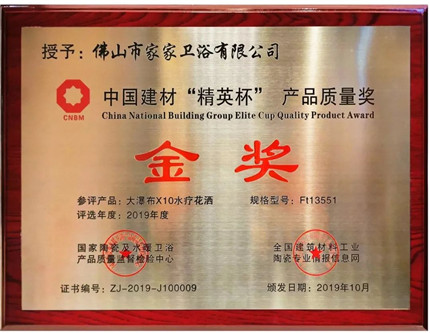 授予：佛山市家家卫浴有限公司
CNBM
中国建材“精英杯” 产品质量奖
China National Building Group Elite Cup Quality Product Award
金奖
参评产品：大瀑布X10水疗花洒 规格型号：Ft13551
评选年度：2019年度
国家陶瓷及水暖卫浴 全国建筑材料工业
产品质量监督检验中心 陶瓷专业情报信息网
证书编号：ZJ-2019-J100009 颁发日期：2019年10月